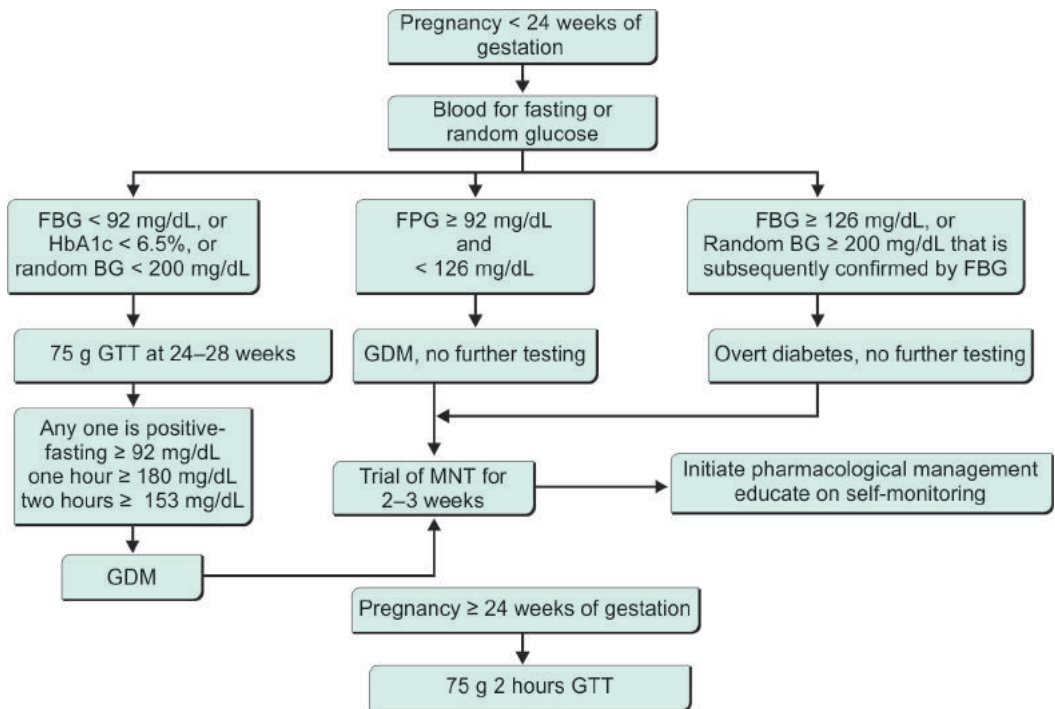 Pregnancy < 24 weeks of
gestation
Blood for fasting or
random glucose
FBG < 92 mg/dL, or
HbA1c < 6.5%, or
random BG < 200 mg/dL
FPG ≥ 92 mg/dL
and
< 126 mg/dL
FBG ≥ 126 mg/dL, or
Random BG ≥ 200 mg/dL that is
subsequently confirmed by FBG
75 g GTT at 24–28 weeks
GDM, no further testing
Overt diabetes, no further testing
Any one is positive-
fasting ≥ 92 mg/dL
one hour ≥ 180 mg/dL
two hours ≥ 153 mg/dL
Trial of MNT for
2–3 weeks
Initiate pharmacological management
educate on self-monitoring
GDM
Pregnancy ≥ 24 weeks of gestation
75 g 2 hours GTT